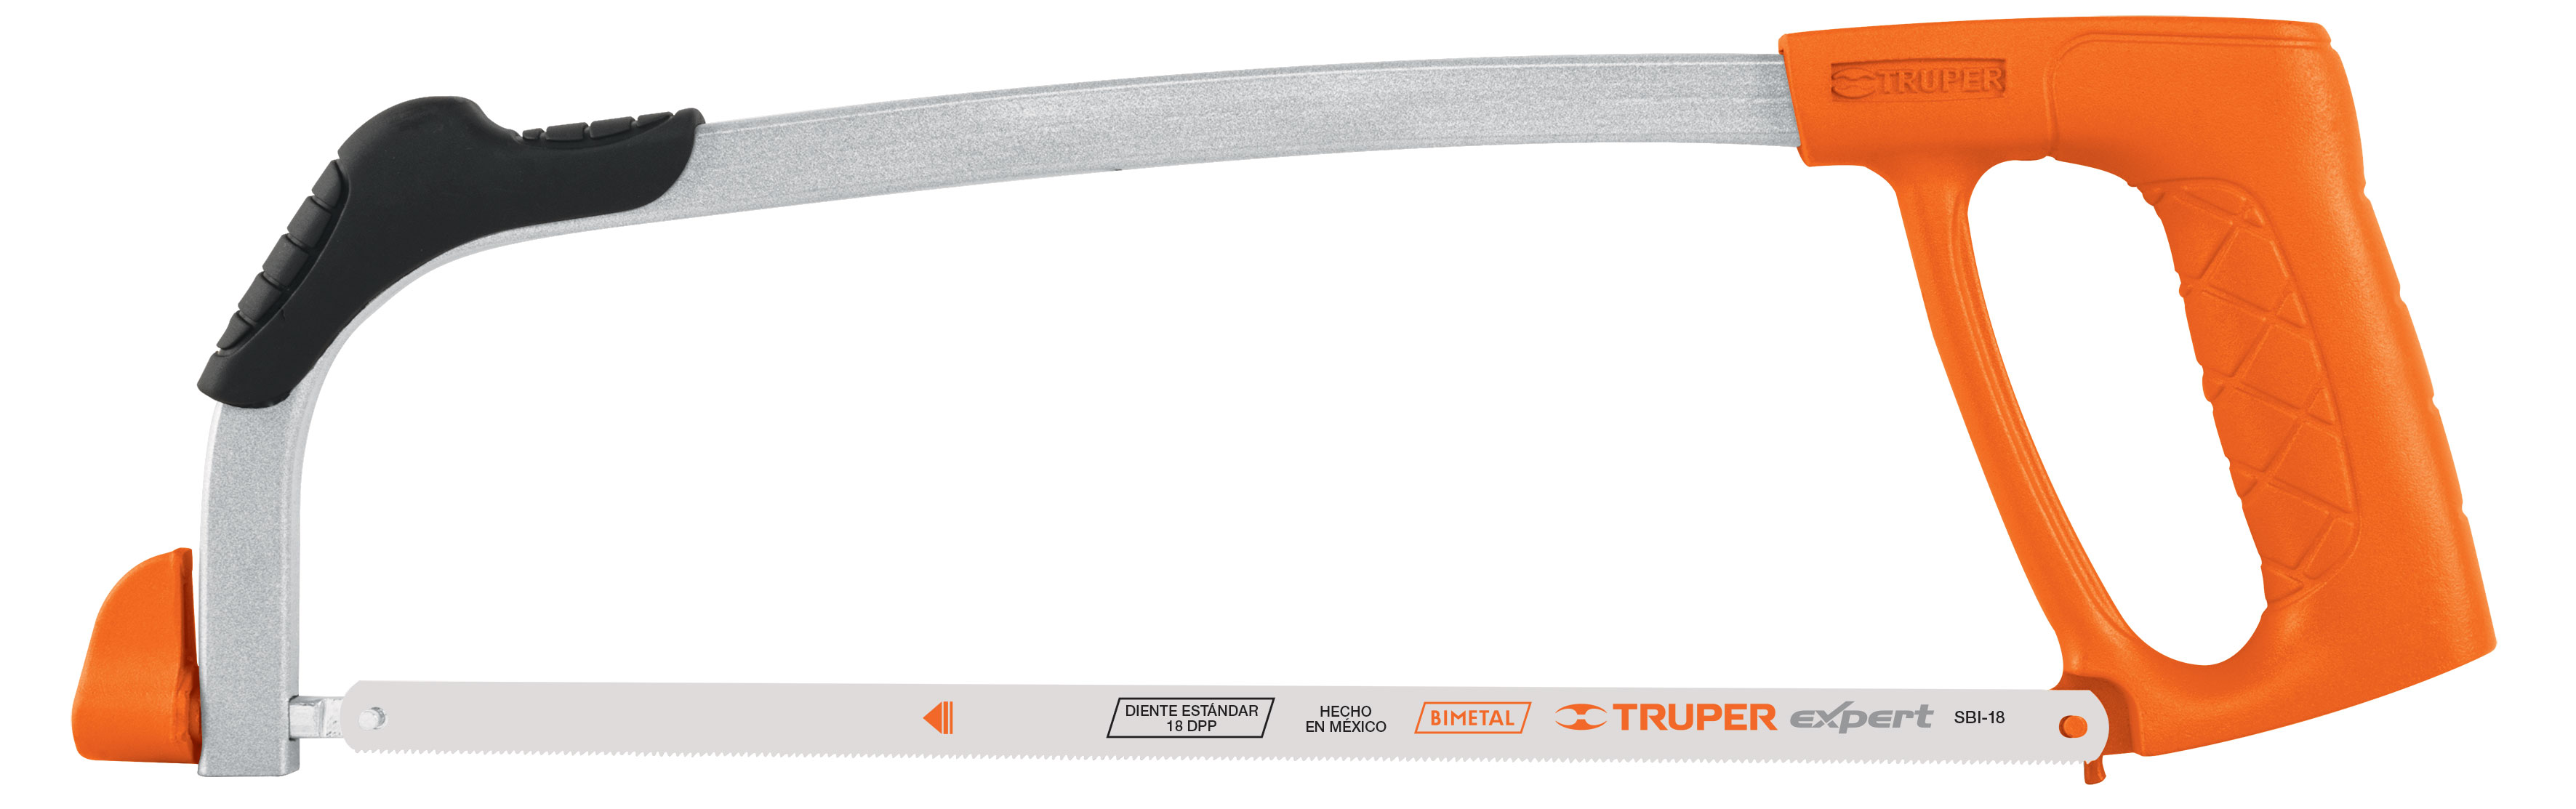 TRUPER
DIENTE ESTÁNDAR
18 DPP
HECHO
EN MÉXICO
BIMETAL
TRUPER expert
SBI-18